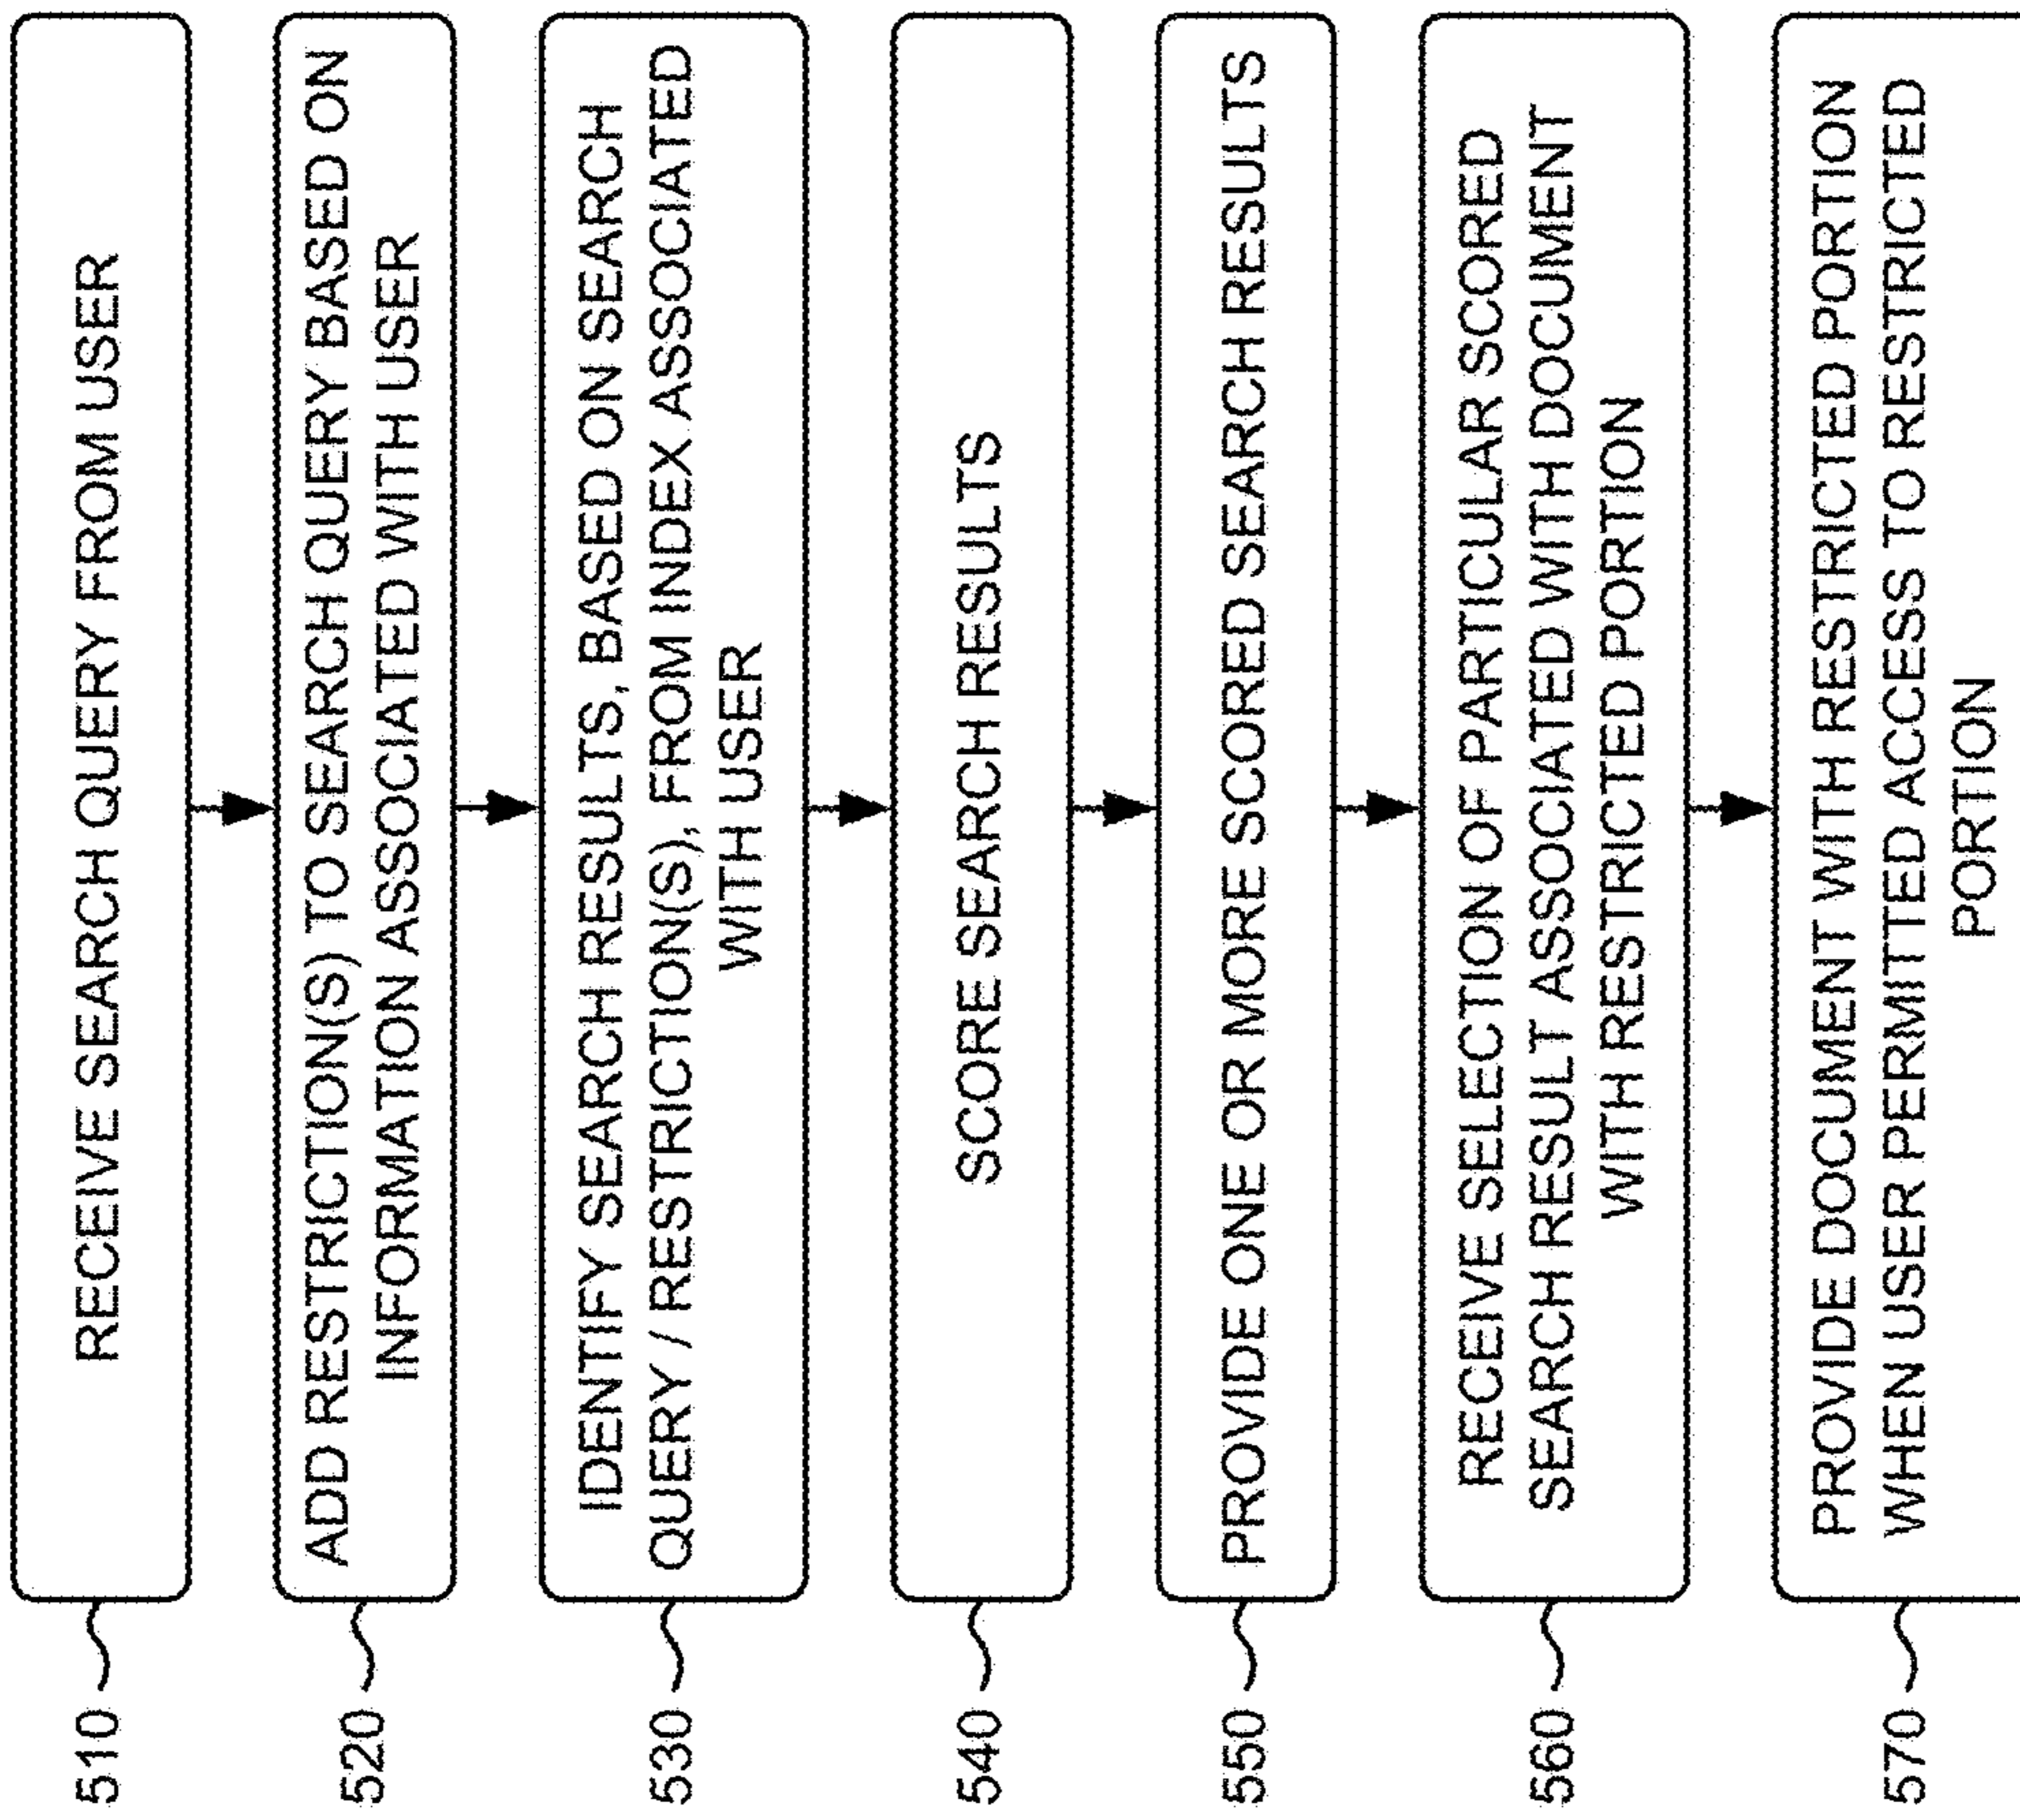 510
RECEIVE SEARCH QUERY FROM USER
520
ADD RESTRICTION(S) TO SEARCH QUERY BASED ON
INFORMATION ASSOCIATED WITH USER
530
IDENTIFY SEARCH RESULTS, BASED ON SEARCH
QUERY / RESTRICTION(S), FROM INDEX ASSOCIATED
WITH USER
540
SCORE SEARCH RESULTS
550
PROVIDE ONE OR MORE SCORED SEARCH RESULTS
560
RECEIVE SELECTION OF PARTICULAR SCORED
SEARCH RESULT ASSOCIATED WITH DOCUMENT
WITH RESTRICTED PORTION
570
PROVIDE DOCUMENT WITH RESTRICTED PORTION
WHEN USER PERMITTED ACCESS TO RESTRICTED
PORTION